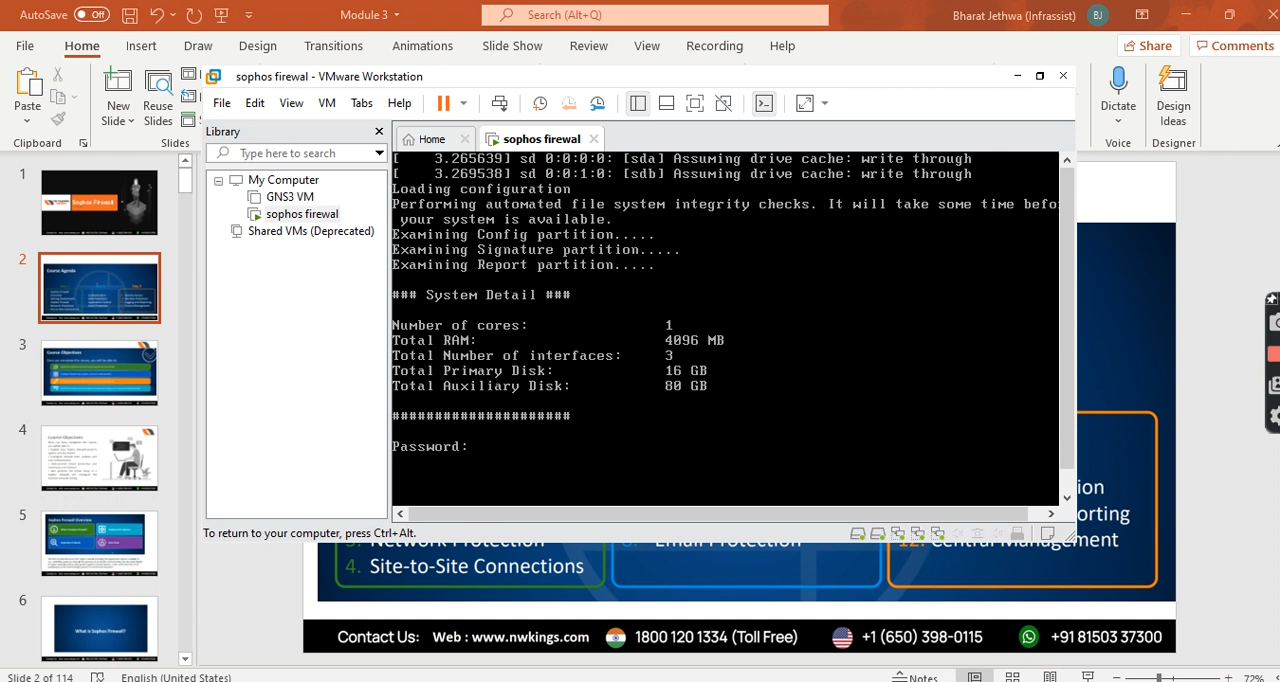 AutoSave Off Module 3 Search (Alt+Q) Bharat Jethwa (Infrassist) BJ
File Home Insert Draw Design Transitions Animations Slide Show Review View Recording Help Share Comments
Paste New Slide Reuse Slides Dictate Design Ideas
Clipboard Slides Voice Designer
sophos firewal - VMware Workstation
File Edit View VM Tabs Help
Library
Type here to search
My Computer
GNS3 VM
sophos firewal
Shared VMs (Deprecated)
Home sophos firewal
[ 3.265639] sd 0:0:0:0: [sda] Assuming drive cache: write through
[ 3.269538] sd 0:0:1:0: [sdb] Assuming drive cache: write through
Loading configuration
Performing automated file system integrity checks. It will take some time befo
your system is available.
Examining Config partition.....
Examining Signature partition.....
Examining Report partition.....
### System Detail ###
Number of cores: 1
Total RAM: 4096 MB
Total Number of interfaces: 3
Total Primary Disk: 16 GB
Total Auxiliary Disk: 80 GB
#####################
Password:
To return to your computer, press Ctrl+Alt.
1
Sophos Firewall
2
Course Agenda
3
Course Objectives
4
Course Objectives
5
Sophos Firewall Overview
6
What is Sophos Firewall?
4. Site-to-Site Connections
12. Central Management
Contact Us: Web : www.nwkings.com 1800 120 1334 (Toll Free) +1 (650) 398-0115 +91 81503 37300
Slide 2 of 114 English (United States) Notes 72%